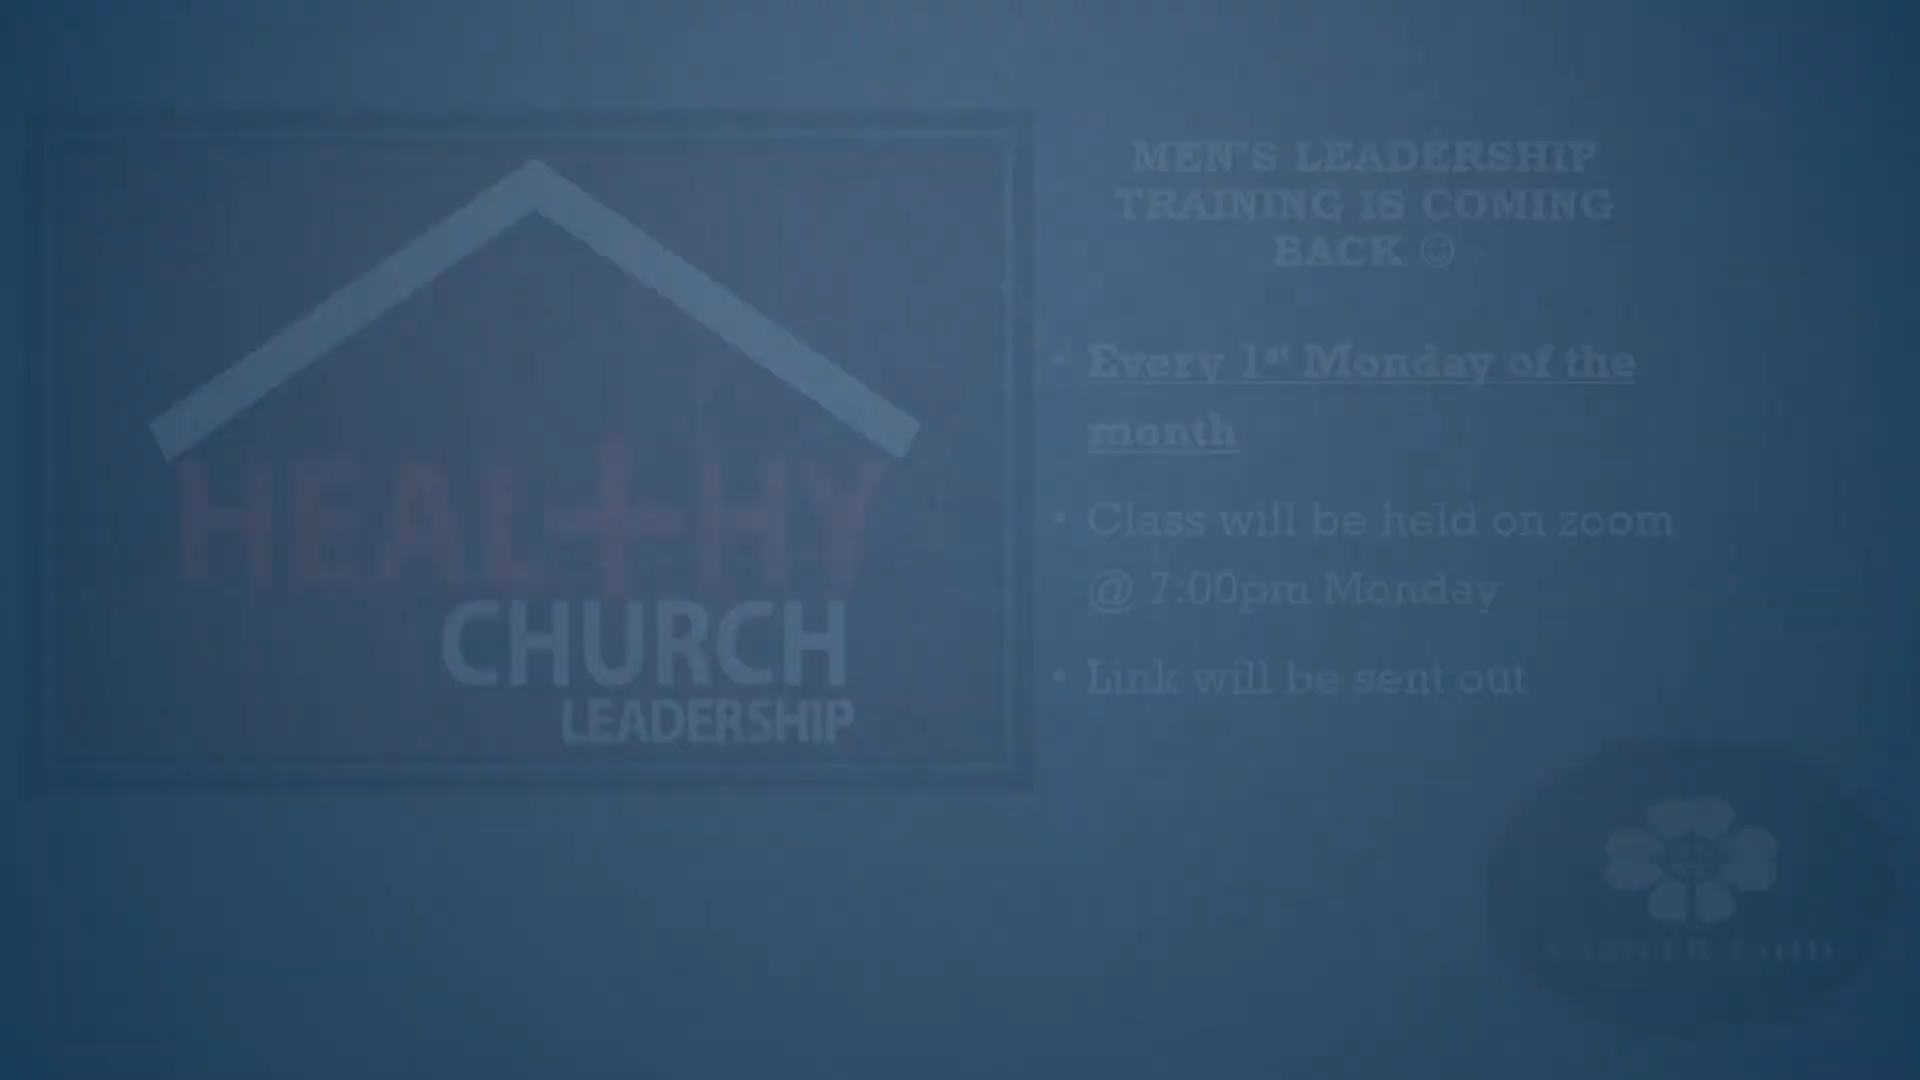 MEN'S LEADERSHIP
TRAINING IS COMING
BACK ☺
• Every 1st Monday of the
month
• Class will be held on zoom
@ 7:00pm Monday
• Link will be sent out
HEALTHY
CHURCH
LEADERSHIP